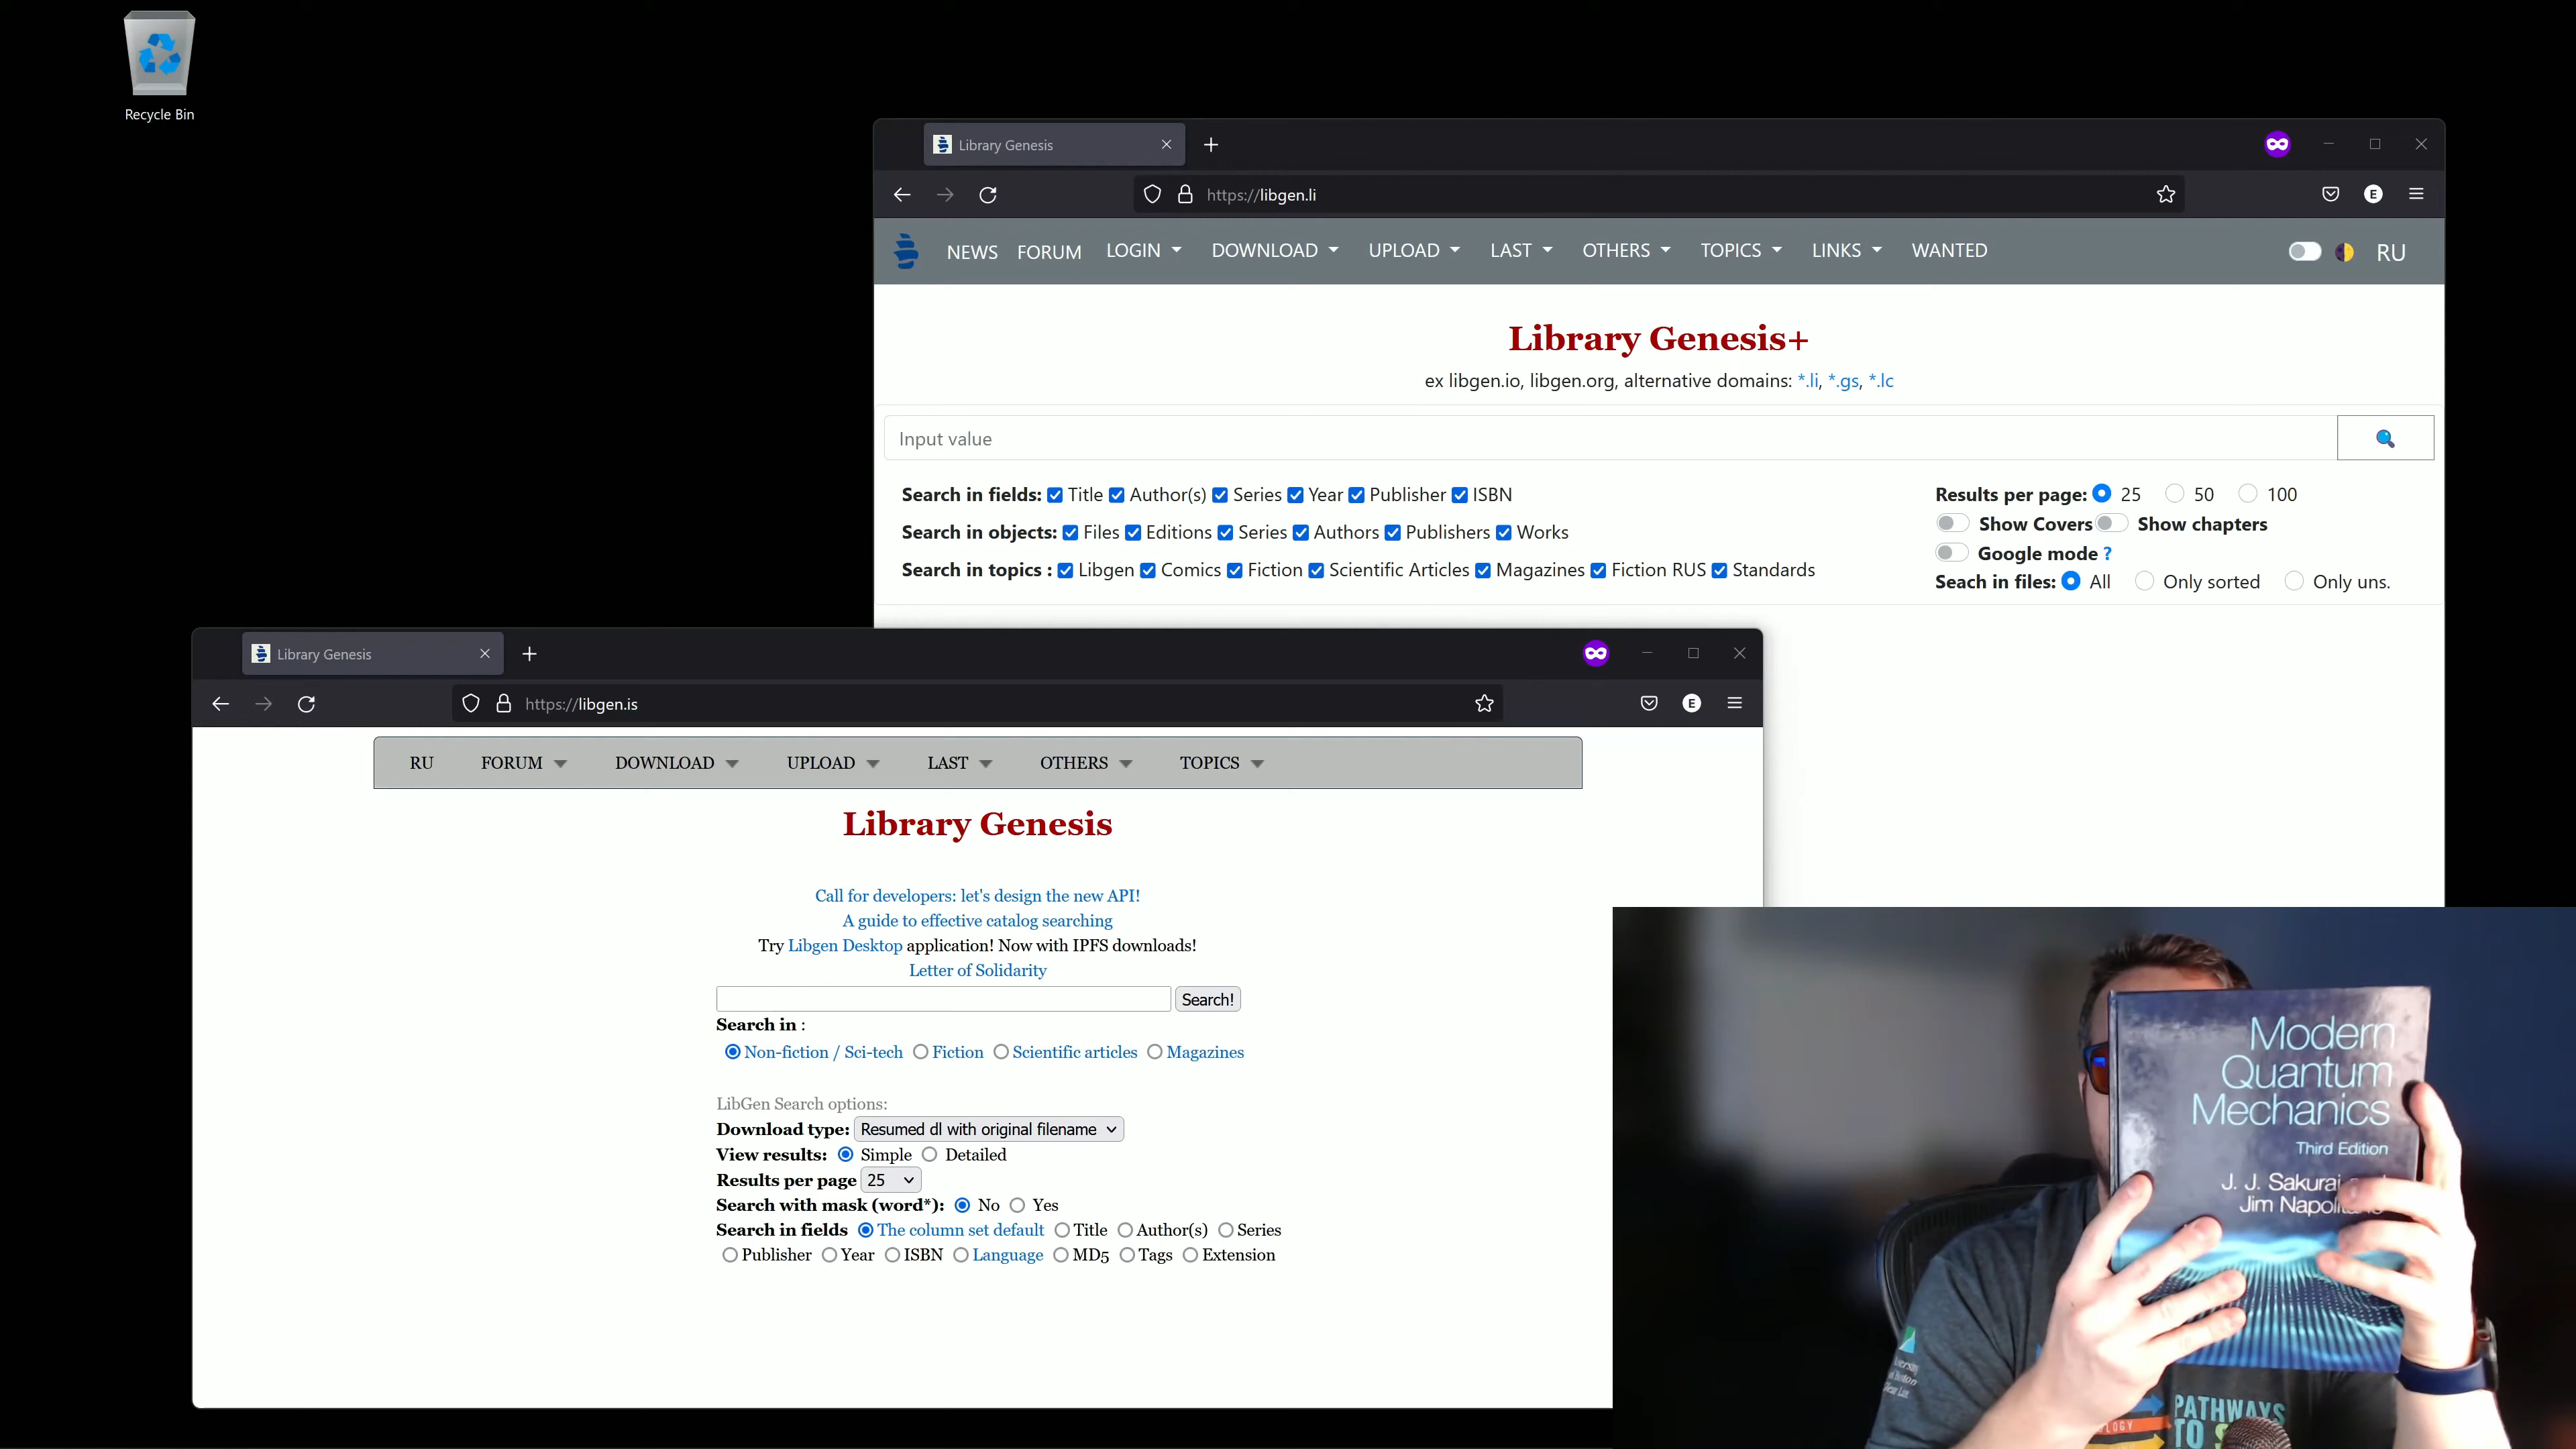 Recycle Bin
Library Genesis
https://libgen.li
E
NEWS FORUM LOGIN DOWNLOAD UPLOAD LAST OTHERS TOPICS LINKS WANTED RU
Library Genesis+
ex libgen.io, libgen.org, alternative domains: *.li, *.gs, *.lc
Input value
Search in fields: Title Author(s) Series Year Publisher ISBN
Search in objects: Files Editions Series Authors Publishers Works
Search in topics : Libgen Comics Fiction Scientific Articles Magazines Fiction RUS Standards
Results per page: 25 50 100
Show Covers Show chapters
Google mode ?
Seach in files: All Only sorted Only uns.
Library Genesis
https://libgen.is
E
RU FORUM DOWNLOAD UPLOAD LAST OTHERS TOPICS
Library Genesis
Call for developers: let's design the new API!
A guide to effective catalog searching
Try Libgen Desktop application! Now with IPFS downloads!
Letter of Solidarity
Search!
Search in :
Non-fiction / Sci-tech Fiction Scientific articles Magazines
LibGen Search options:
Download type: Resumed dl with original filename
View results: Simple Detailed
Results per page 25
Search with mask (word*): No Yes
Search in fields The column set default Title Author(s) Series
Publisher Year ISBN Language MD5 Tags Extension
Modern
Quantum
Mechanics
Third Edition
J. J. Sakurai
Jim
PATHWAYS
TO